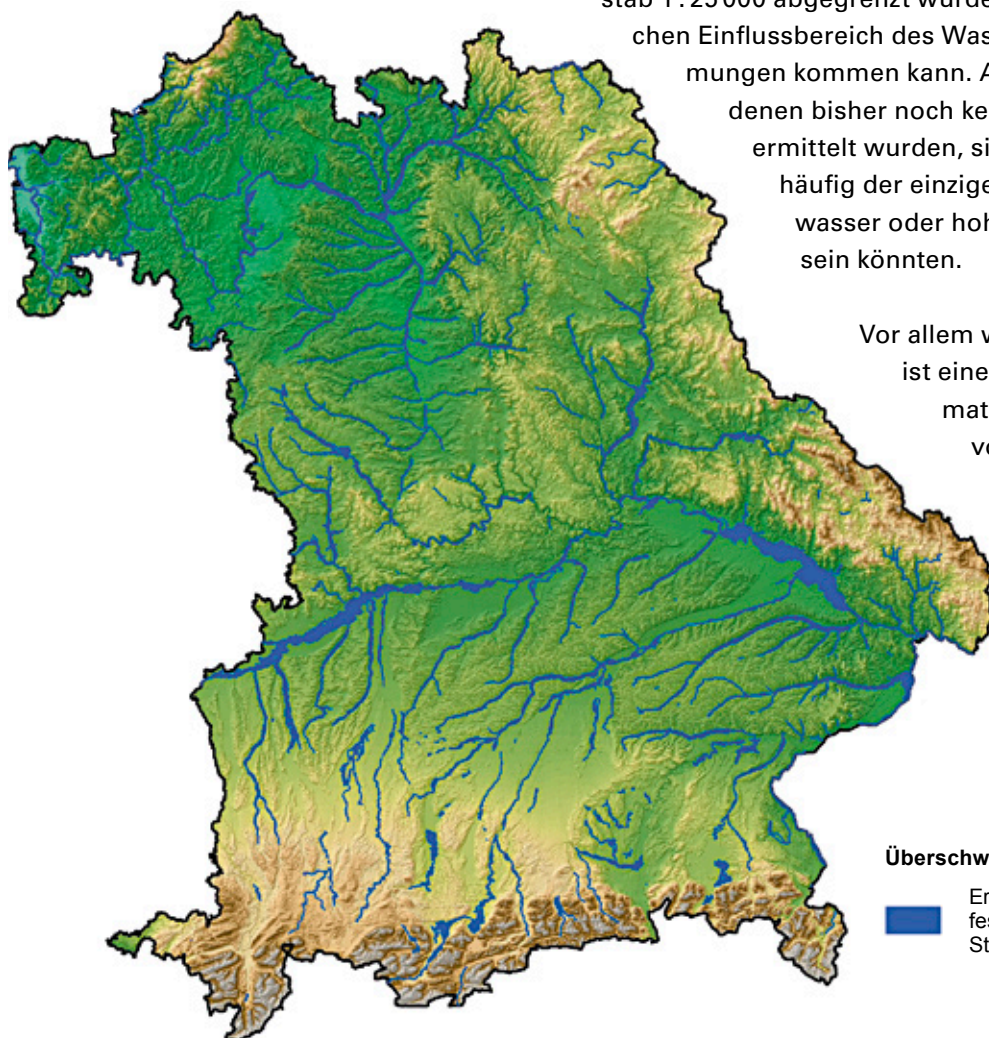 stab 1 : 25 000 abgegrenzt wurde
chen Einflussbereich des Was
mungen kommen kann. A
denen bisher noch ke
ermittelt wurden, si
häufig der einzige
wasser oder hoh
sein könnten.
Vor allem v
ist eine
mat
vo
Überschw
Er
fes
St